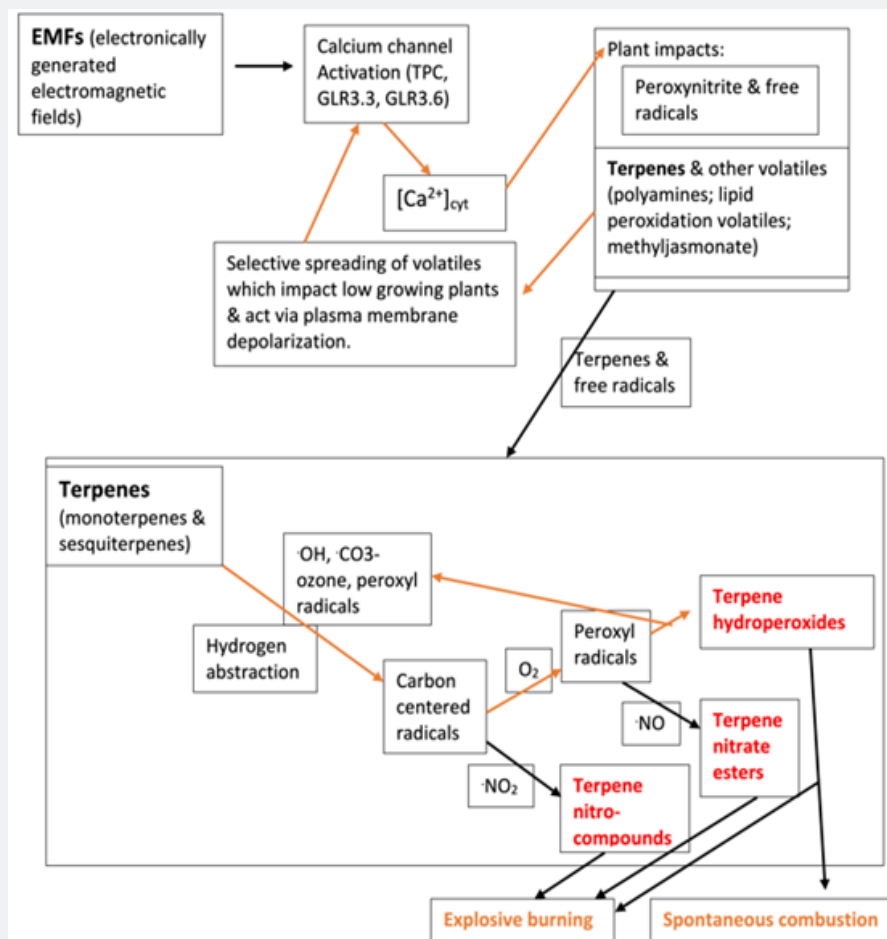 EMFs (electronically
generated
electromagnetic
fields)
Calcium channel
Activation (TPC,
GLR3.3, GLR3.6)
[Ca²⁺]cyt
Plant impacts:
Peroxynitrite & free
radicals
Terpenes & other volatiles
(polyamines; lipid
peroxidation volatiles;
methyljasmonate)
Selective spreading of volatiles
which impact low growing plants
& act via plasma membrane
depolarization.
Terpenes &
free radicals
Terpenes
(monoterpenes &
sesquiterpenes)
·OH, ·CO3-
ozone, peroxyl
radicals
Hydrogen
abstraction
Carbon
centered
radicals
O₂
Peroxyl
radicals
Terpene
hydroperoxides
·NO
Terpene
nitrate
esters
·NO₂
Terpene
nitro-
compounds
Explosive burning
Spontaneous combustion